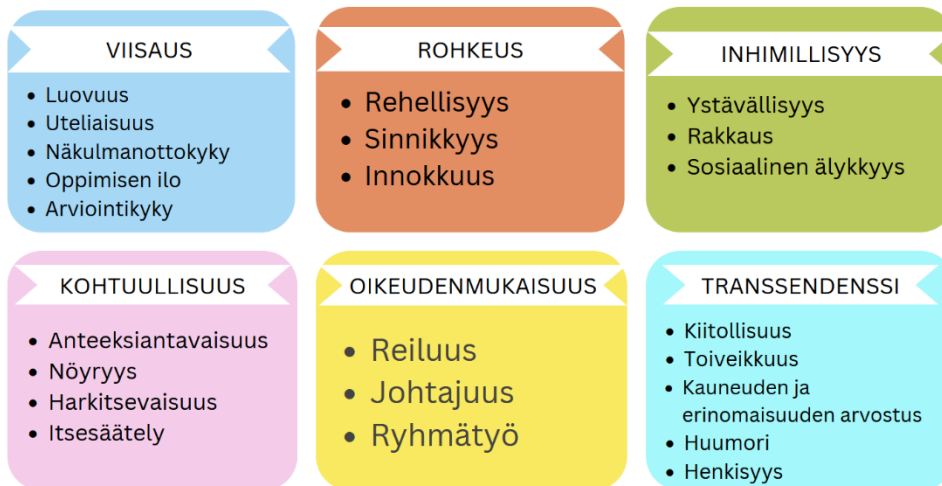 VIISAUS
• Luovuus
• Uteliaisuus
• Näkulmanottokyky
• Oppimisen ilo
• Arviointikyky
ROHKEUS
• Rehellisyys
• Sinnikkyys
• Innokkuus
INHIMILLISYYS
• Ystävällisyys
• Rakkaus
• Sosiaalinen älykkyys
KOHTUULLISUUS
• Anteeksiantavaisuus
• Nöyryys
• Harkitsevaisuus
• Itsesäätely
OIKEUDENMUKAISUUS
• Reiluus
• Johtajuus
• Ryhmätyö
TRANSSENDENSSI
• Kiitollisuus
• Toiveikkuus
• Kauneuden ja
erinomaisuuden arvostus
• Huumori
• Henkisyys